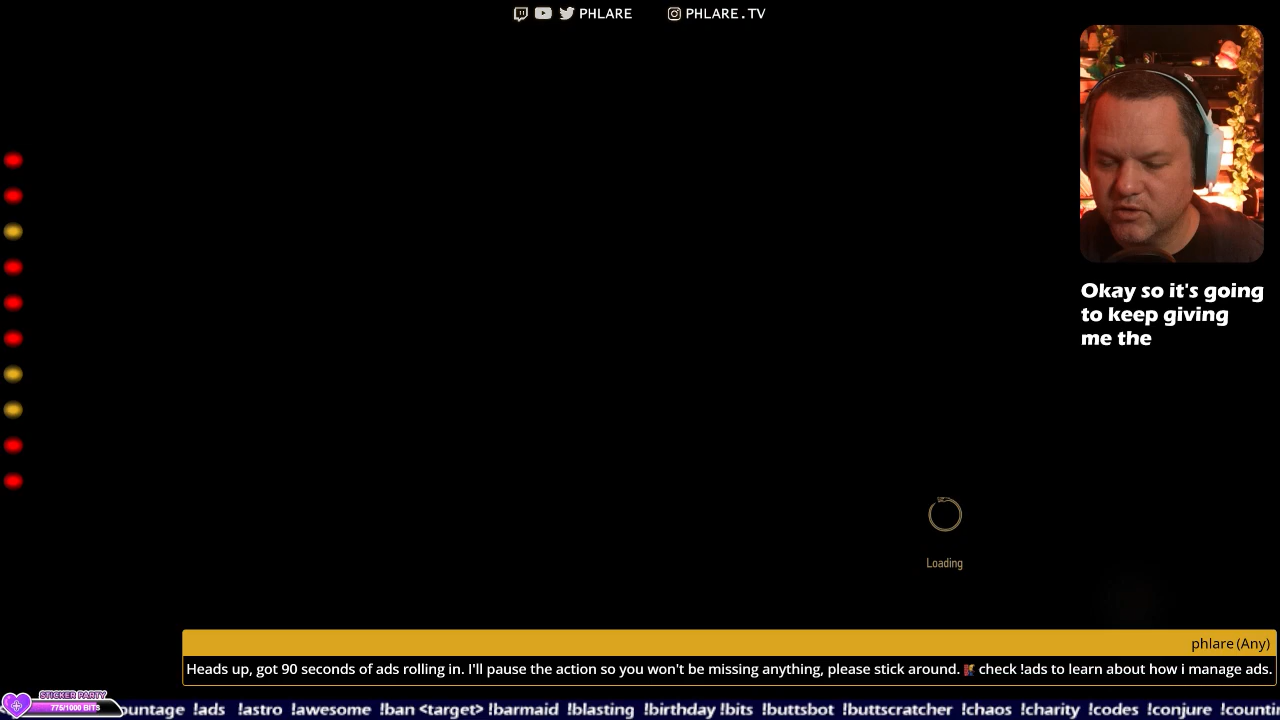 PHLARE PHLARE.TV
Okay so it's going
to keep giving
me the
Loading
phlare (Any)
Heads up, got 90 seconds of ads rolling in. I'll pause the action so you won't be missing anything, please stick around. check !ads to learn about how i manage ads.
STICKER PARTY
775/1000 BITS
ountage !ads !astro !awesome !ban <target> !barmaid !blasting !birthday !bits !buttsbot !buttscratcher !chaos !charity !codes !conjure !countin